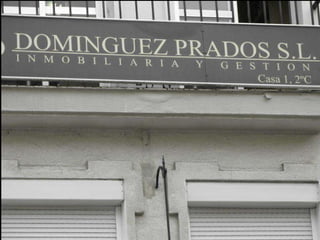 DOMINGUEZ PRADOS S.L.
INMOBILIARIA Y GESTION
Casa 1, 2ºC